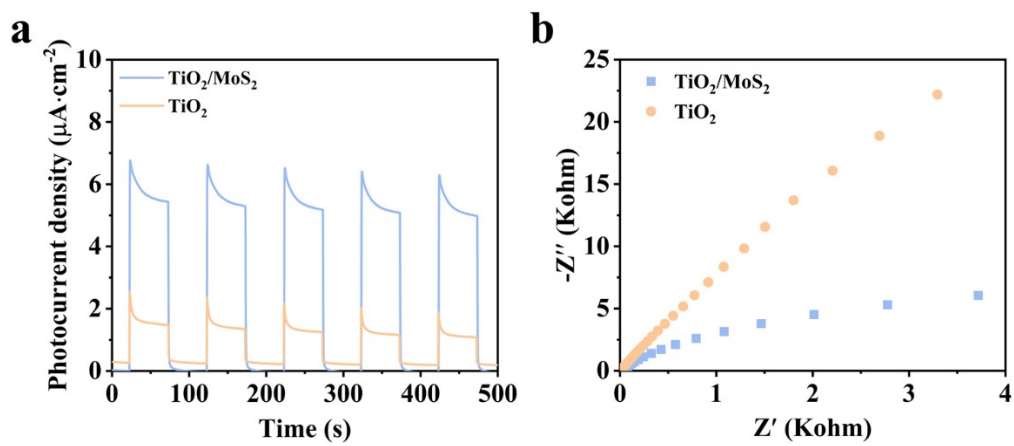 a
Photocurrent density (μA·cm⁻²)
10
8
6
4
2
0
TiO₂/MoS₂
TiO₂
0 100 200 300 400 500
Time (s)
b
-Z″ (Kohm)
25
20
15
10
5
0
TiO₂/MoS₂
TiO₂
0 1 2 3 4
Z′ (Kohm)